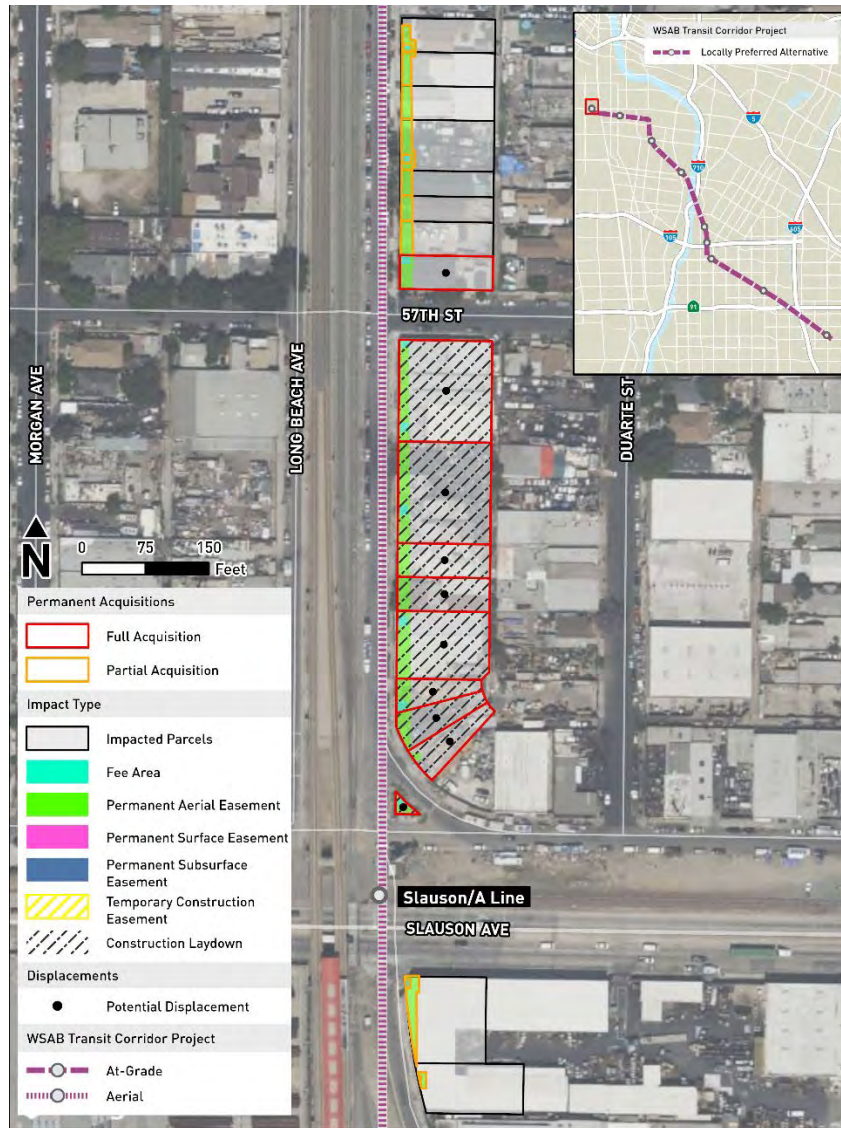 WSAB Transit Corridor Project
Locally Preferred Alternative
5
710
105
605
91
57TH ST
MORGAN AVE
LONG BEACH AVE
DUARTE ST
N
0 75 150
Feet
Permanent Acquisitions
Full Acquisition
Partial Acquisition
Impact Type
Impacted Parcels
Fee Area
Permanent Aerial Easement
Permanent Surface Easement
Permanent Subsurface
Easement
Temporary Construction
Easement
Construction Laydown
Displacements
Potential Displacement
WSAB Transit Corridor Project
At-Grade
Aerial
Slauson/A Line
SLAUSON AVE